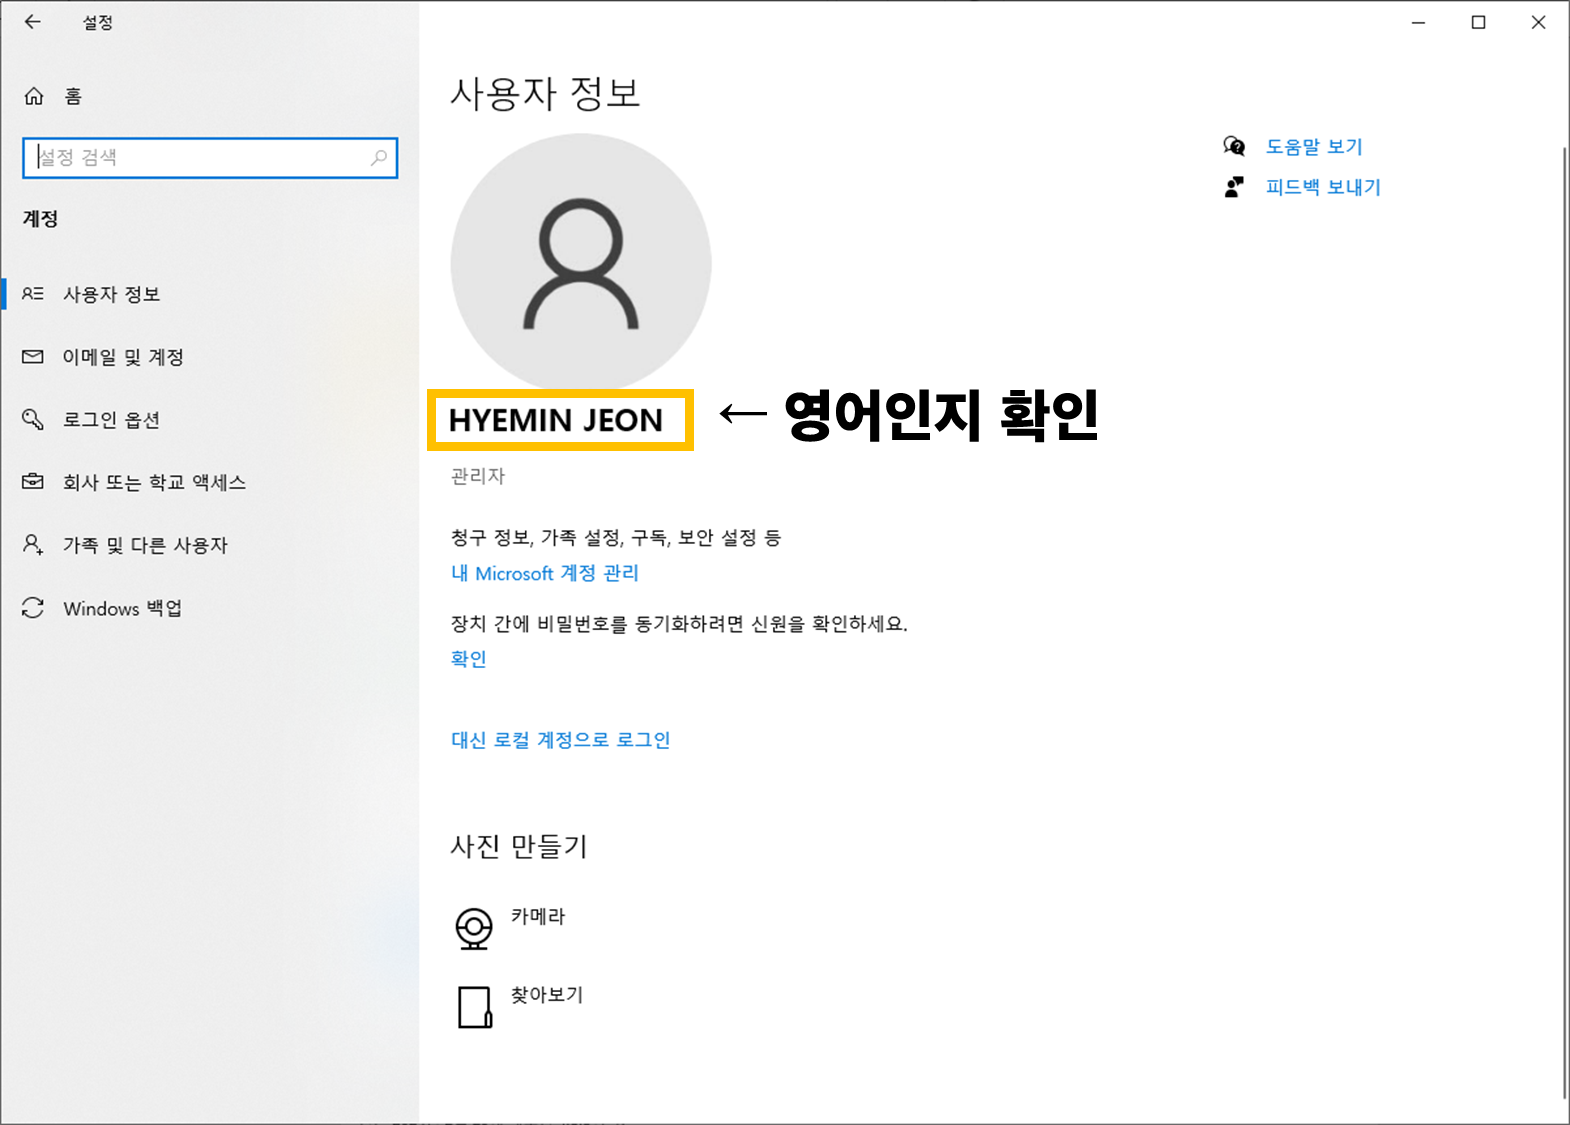 설정
홈
설정 검색
계정
사용자 정보
이메일 및 계정
로그인 옵션
회사 또는 학교 액세스
가족 및 다른 사용자
Windows 백업
사용자 정보
HYEMIN JEON
← 영어인지 확인
관리자
청구 정보, 가족 설정, 구독, 보안 설정 등
내 Microsoft 계정 관리
장치 간에 비밀번호를 동기화하려면 신원을 확인하세요.
확인
대신 로컬 계정으로 로그인
사진 만들기
카메라
찾아보기
도움말 보기
피드백 보내기